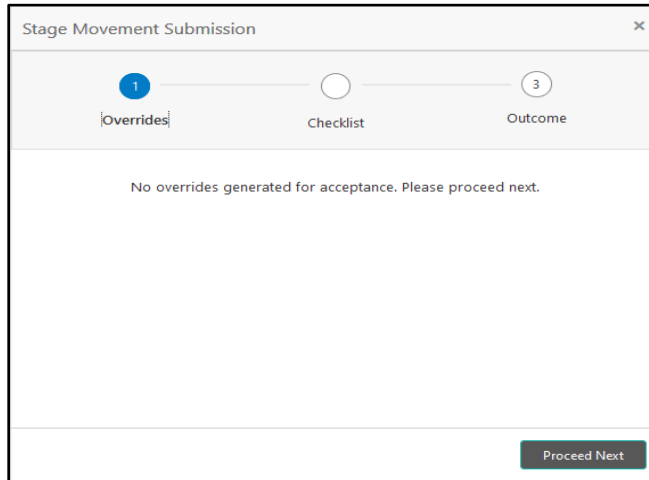 Stage Movement Submission ×
1
3
Overrides
Checklist
Outcome
No overrides generated for acceptance. Please proceed next.
Proceed Next